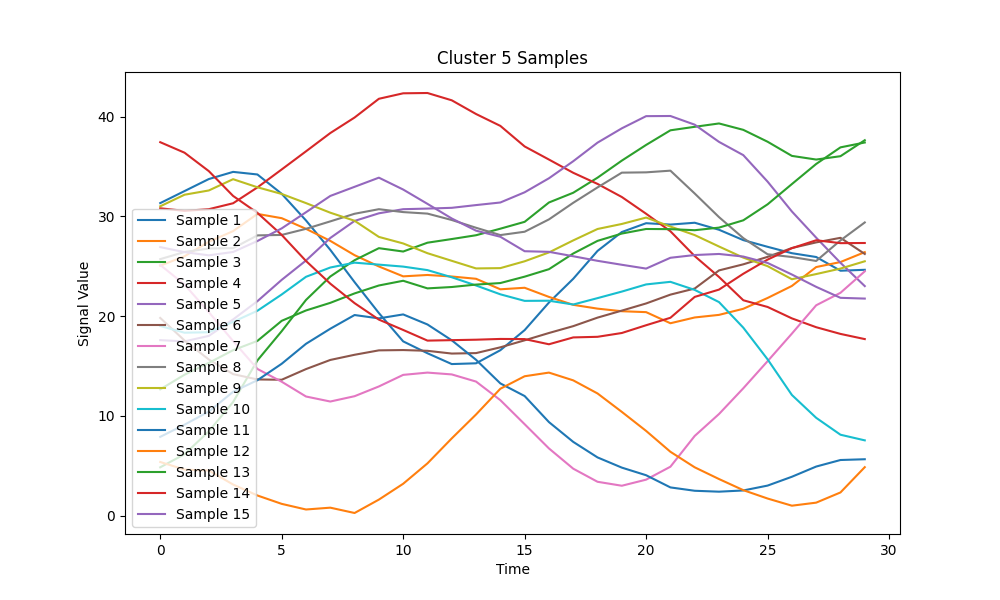 Cluster 5 Samples
Signal Value
40
30
20
10
0
Sample 1
Sample 2
Sample 3
Sample 4
Sample 5
Sample 6
Sample 7
Sample 8
Sample 9
Sample 10
Sample 11
Sample 12
Sample 13
Sample 14
Sample 15
0 5 10 15 20 25 30
Time